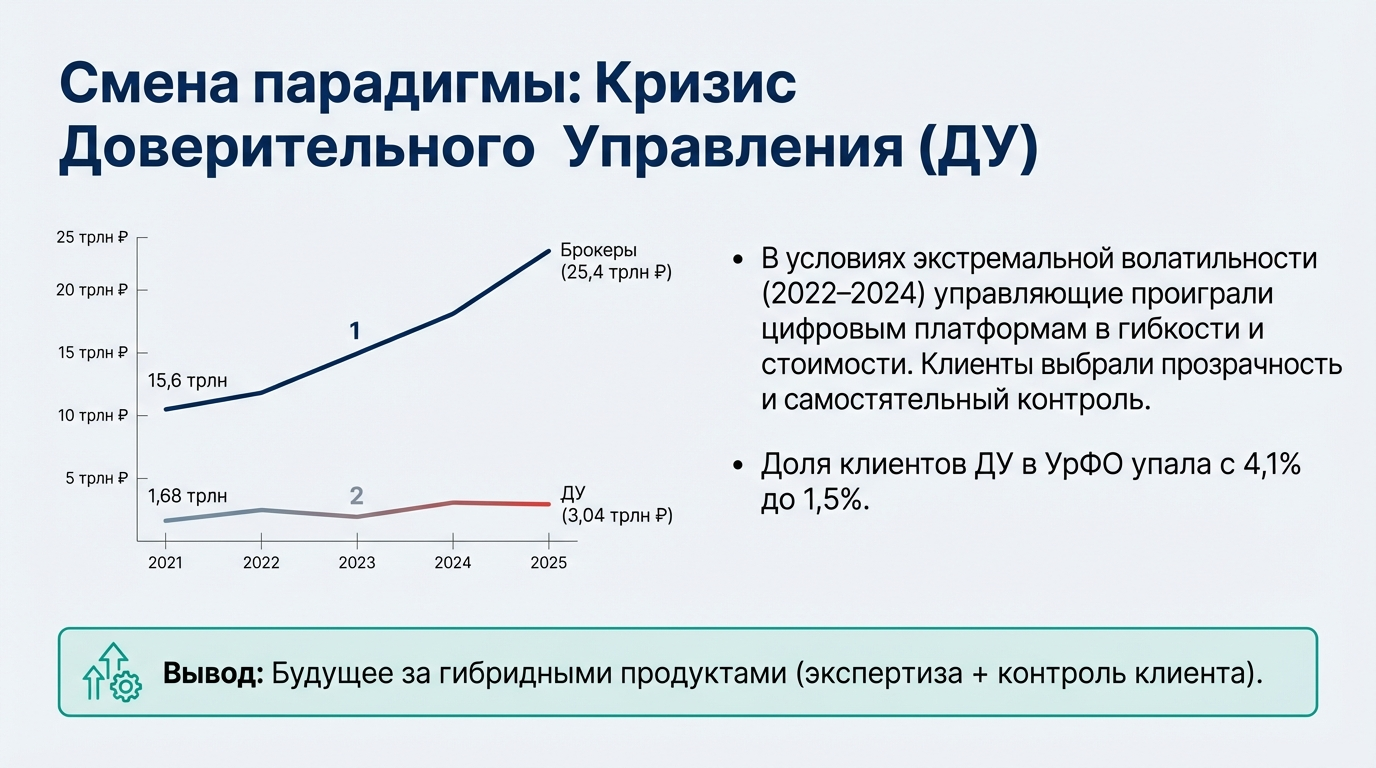 Смена парадигмы: Кризис
Доверительного Управления (ДУ)
25 трлн ₽
20 трлн ₽
15 трлн ₽
10 трлн ₽
5 трлн ₽
15,6 трлн
1,68 трлн
1
2
Брокеры
(25,4 трлн ₽)
ДУ
(3,04 трлн ₽)
2021
2022
2023
2024
2025
• В условиях экстремальной волатильности
(2022–2024) управляющие проиграли
цифровым платформам в гибкости и
стоимости. Клиенты выбрали прозрачность
и самостятельный контроль.
• Доля клиентов ДУ в УрФО упала с 4,1%
до 1,5%.
Вывод: Будущее за гибридными продуктами (экспертиза + контроль клиента).